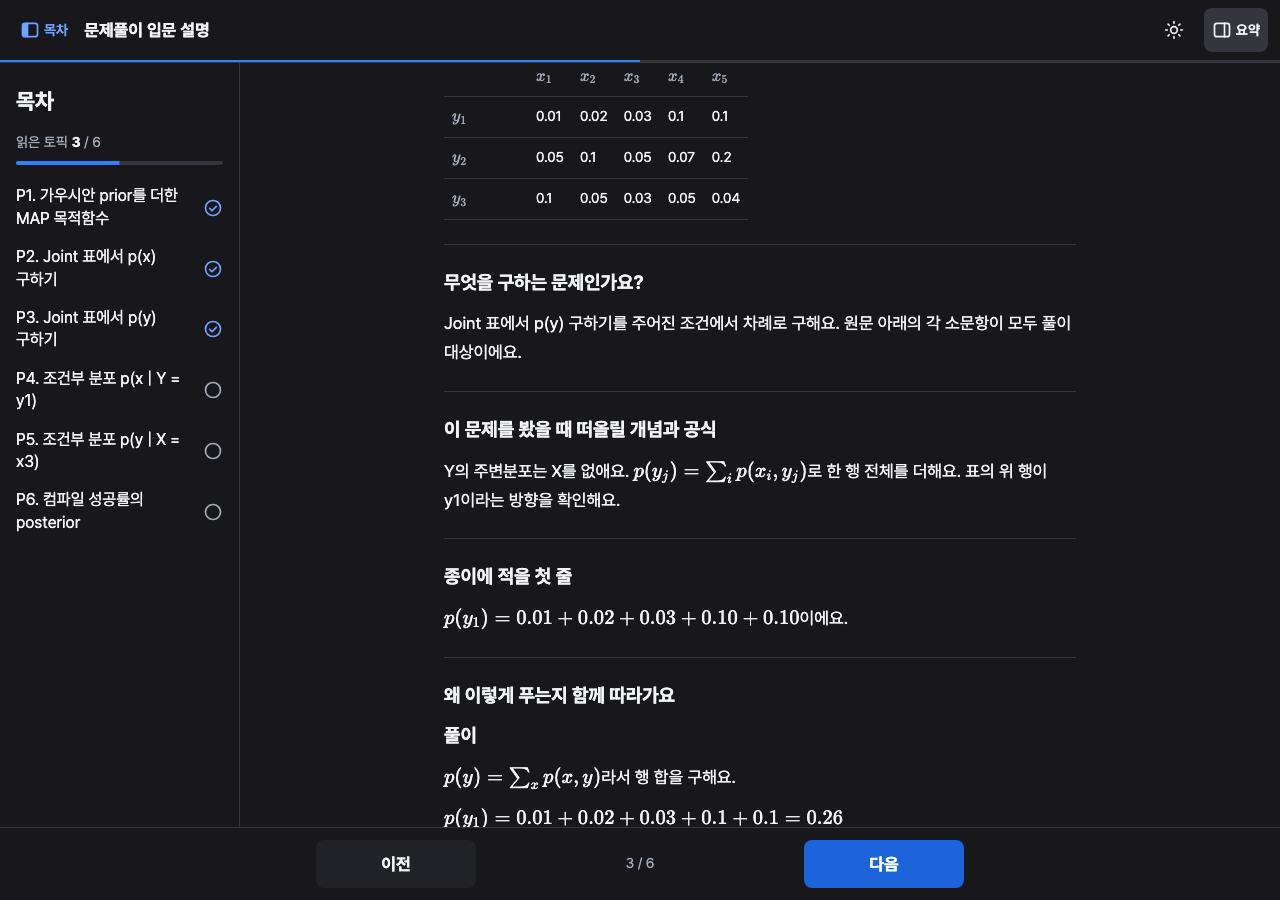 목차 문제풀이 입문 설명 요약
목차
읽은 토픽 3 / 6
P1. 가우시안 prior를 더한
MAP 목적함수
P2. Joint 표에서 p(x)
구하기
P3. Joint 표에서 p(y)
구하기
P4. 조건부 분포 p(x | Y =
y1)
P5. 조건부 분포 p(y | X =
x3)
P6. 컴파일 성공률의
posterior
x₁ x₂ x₃ x₄ x₅
y₁ 0.01 0.02 0.03 0.1 0.1
y₂ 0.05 0.1 0.05 0.07 0.2
y₃ 0.1 0.05 0.03 0.05 0.04
무엇을 구하는 문제인가요?
Joint 표에서 p(y) 구하기를 주어진 조건에서 차례로 구해요. 원문 아래의 각 소문항이 모두 풀이
대상이에요.
이 문제를 봤을 때 떠올릴 개념과 공식
Y의 주변분포는 X를 없애요. p(yⱼ) = ∑ᵢ p(xᵢ, yⱼ)로 한 행 전체를 더해요. 표의 위 행이
y1이라는 방향을 확인해요.
종이에 적을 첫 줄
p(y₁) = 0.01 + 0.02 + 0.03 + 0.10 + 0.10이에요.
왜 이렇게 푸는지 함께 따라가요
풀이
p(y) = ∑ₓ p(x, y)라서 행 합을 구해요.
p(y₁) = 0.01 + 0.02 + 0.03 + 0.1 + 0.1 = 0.26
이전 3 / 6 다음